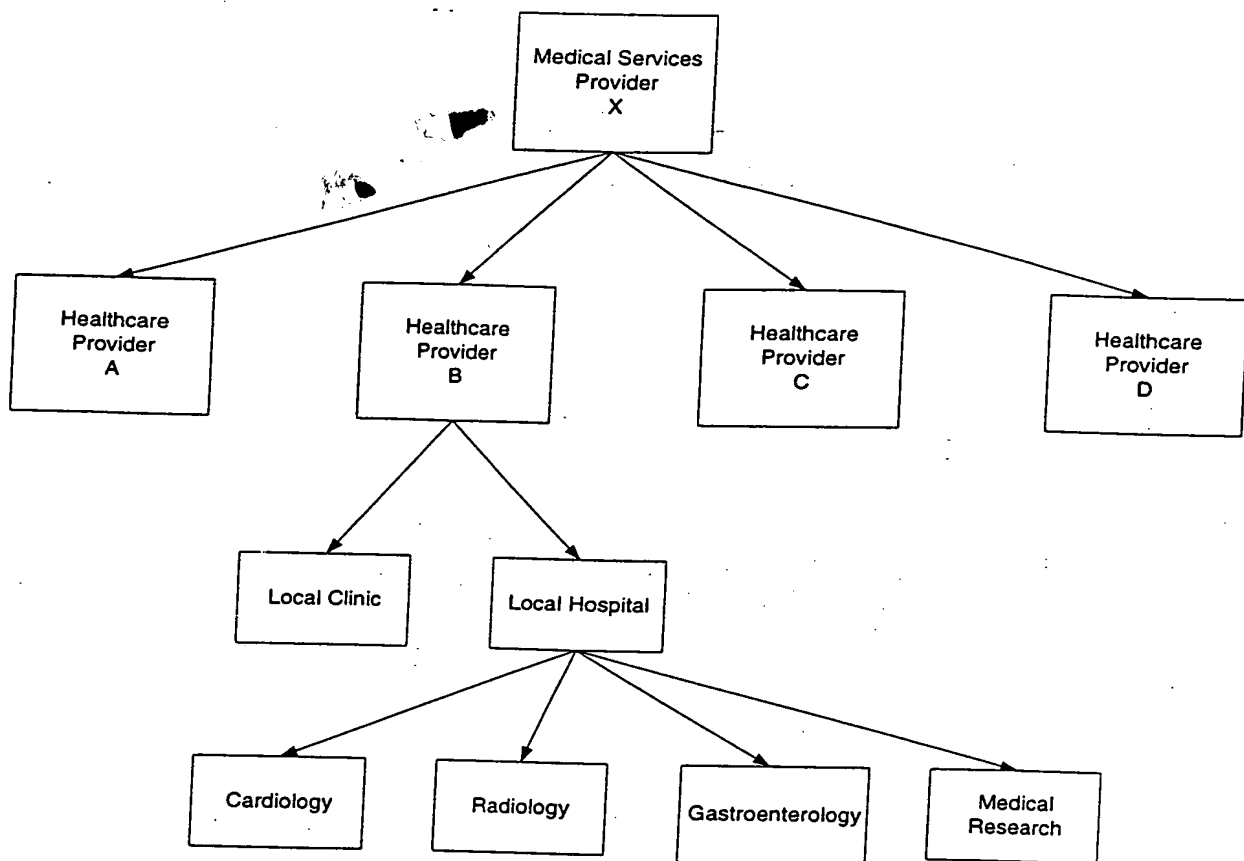 Medical Services
Provider
X
Healthcare
Provider
A
Healthcare
Provider
B
Healthcare
Provider
C
Healthcare
Provider
D
Local Clinic
Local Hospital
Cardiology
Radiology
Gastroenterology
Medical
Research